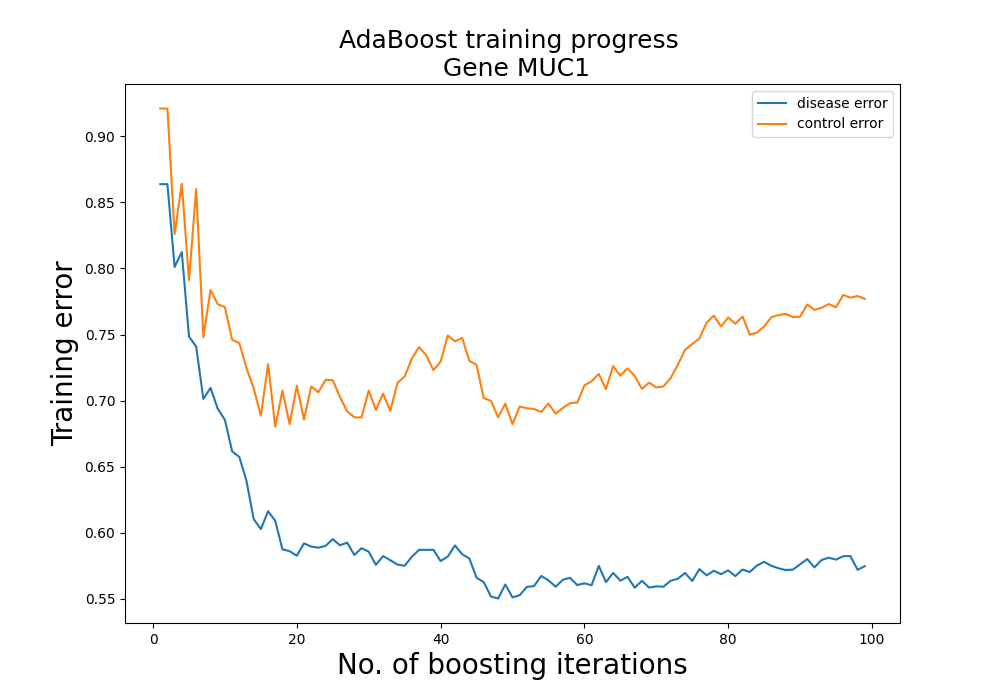 AdaBoost training progress
Gene MUC1
disease error
control error
0.90
0.85
0.80
0.75
0.70
0.65
0.60
0.55
Training error
0
20
40
60
80
100
No. of boosting iterations